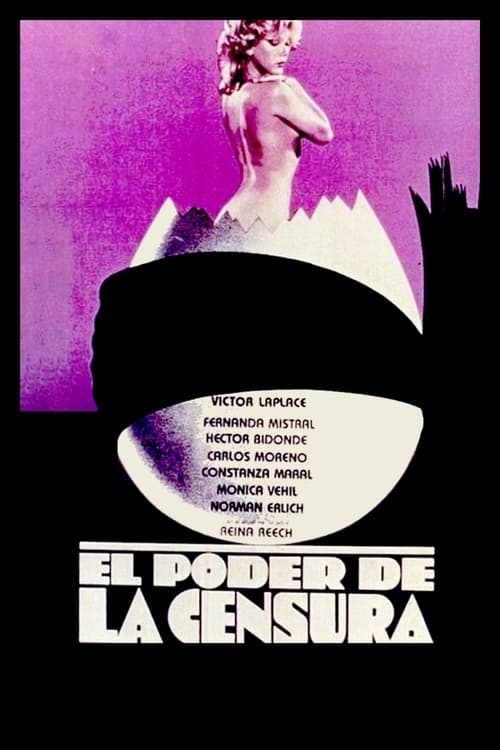 VICTOR LAPLACE
FERNANDA MISTRAL
HECTOR BIDONDE
CARLOS MORENO
CONSTANZA MARAL
MONICA VEHIL
NORMAN ERLICH
REINA REECH
EL PODER DE
LA CENSURA